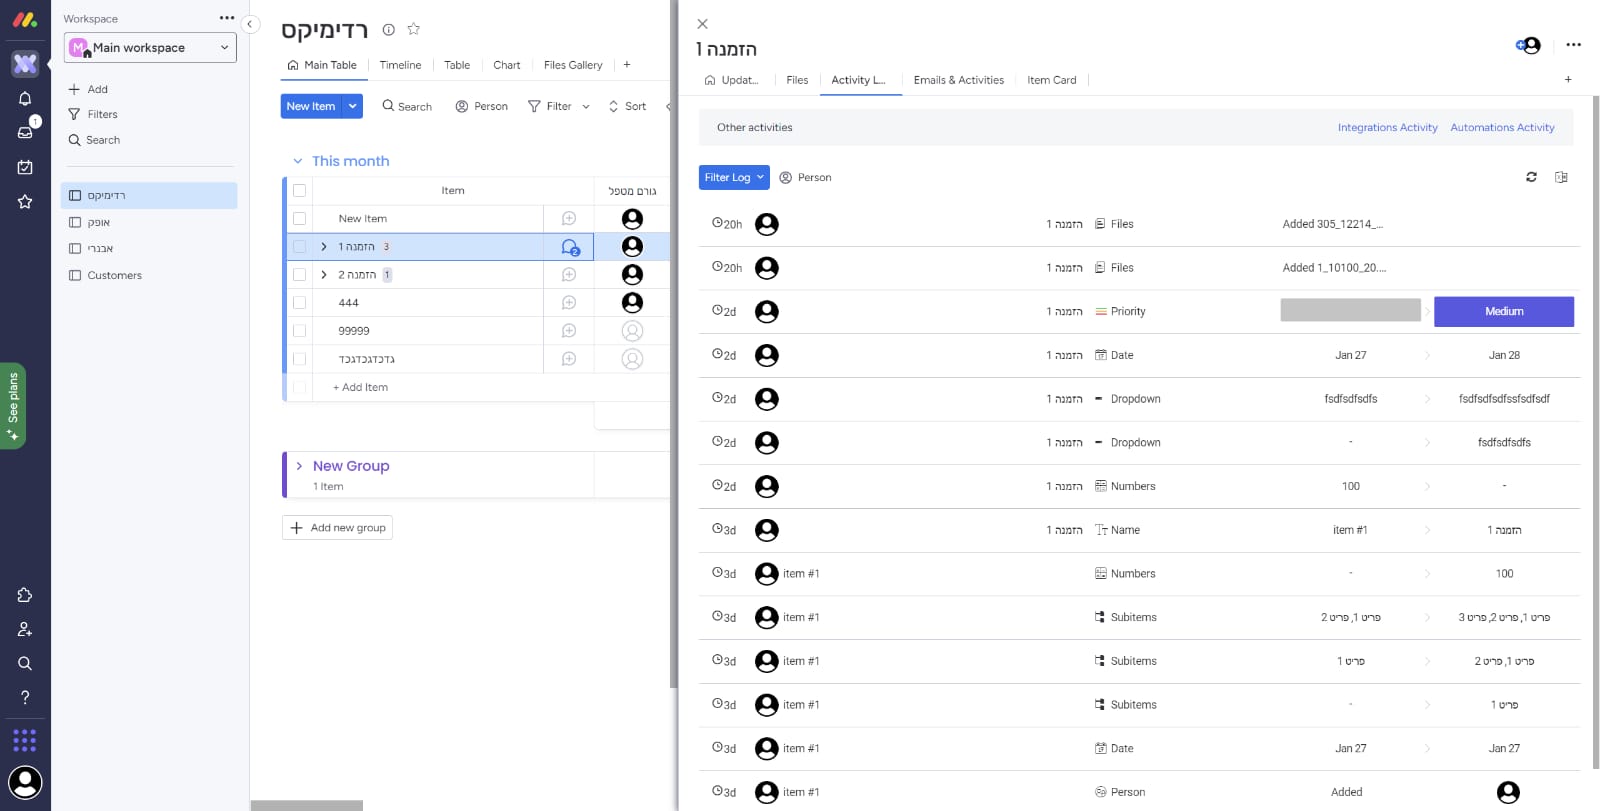 Workspace
M Main workspace
Add
Filters
Search
רדימיקס
אופק
אבנרי
Customers
1
See plans
רדימיקס
Main Table
Timeline
Table
Chart
Files Gallery
New Item
Search
Person
Filter
Sort
This month
Item
גורם מטפל
New Item
הזמנה 1 3
2
הזמנה 2 1
444
99999
גדכדגכדגכד
+ Add Item
New Group
1 Item
Add new group
הזמנה 1
Updat...
Files
Activity L...
Emails & Activities
Item Card
Other activities
Integrations Activity
Automations Activity
Filter Log
Person
20h הזמנה 1 Files Added 305_12214_...
20h הזמנה 1 Files Added 1_10100_20....
2d הזמנה 1 Priority Medium
2d הזמנה 1 Date Jan 27 Jan 28
2d הזמנה 1 Dropdown fsdfsdfsdfs fsdfsdfsdfssfsdfsdf
2d הזמנה 1 Dropdown - fsdfsdfsdfs
2d הזמנה 1 Numbers 100 -
3d הזמנה 1 Name item #1 הזמנה 1
3d item #1 Numbers - 100
3d item #1 Subitems פריט 1, פריט 2 פריט 1, פריט 2, פריט 3
3d item #1 Subitems פריט 1 פריט 1, פריט 2
3d item #1 Subitems - פריט 1
3d item #1 Date Jan 27 Jan 27
3d item #1 Person Added